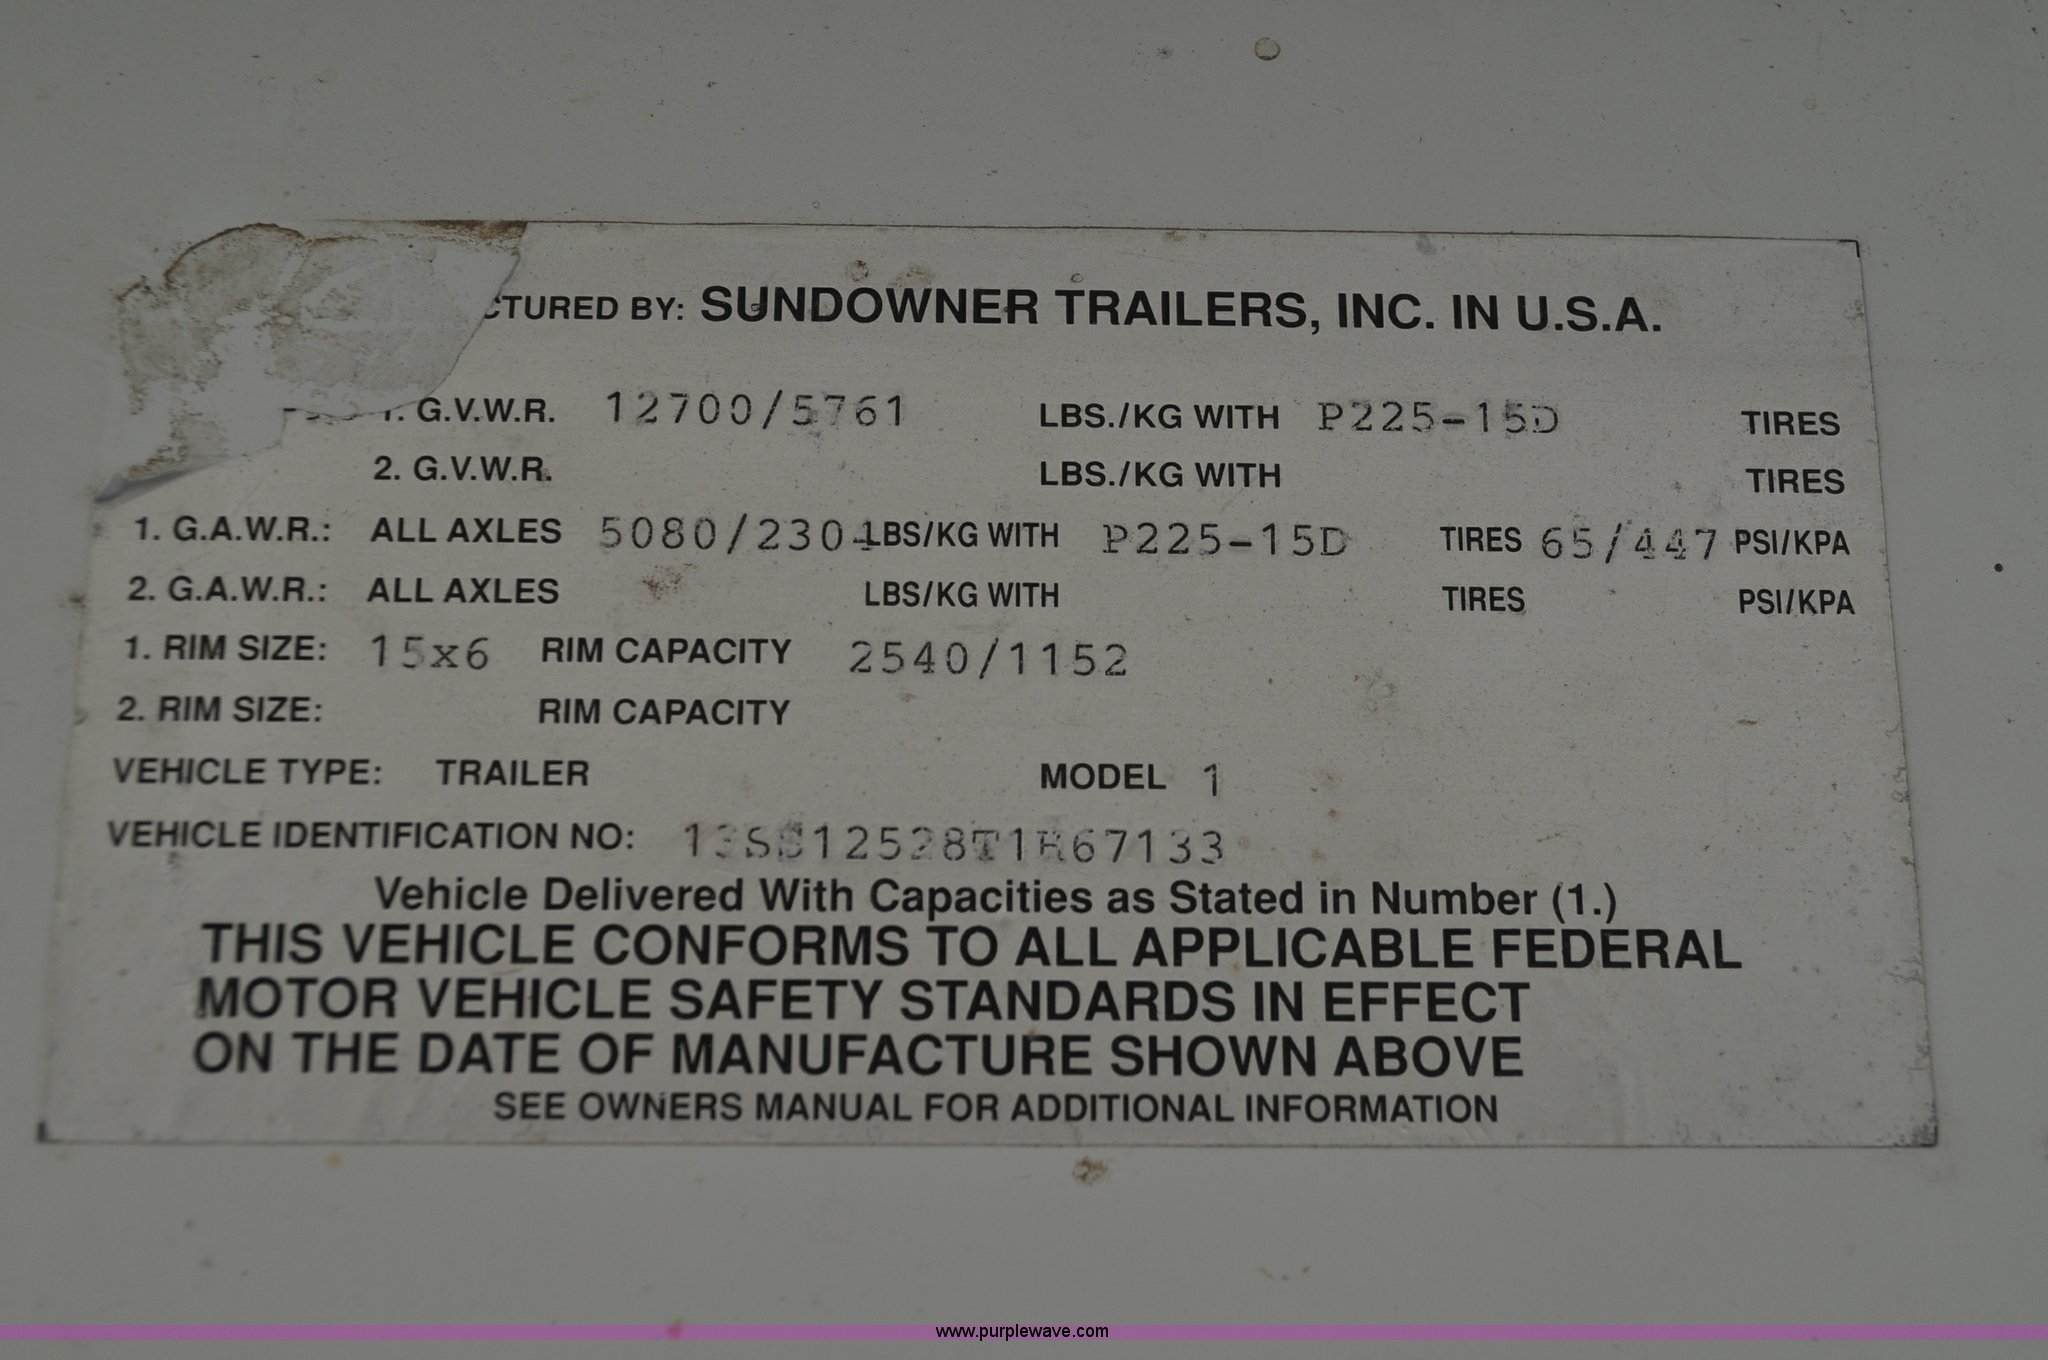 CTURED BY: SUNDOWNER TRAILERS, INC. IN U.S.A.
1. G.V.W.R. 12700/5761 LBS./KG WITH P225-15D TIRES
2. G.V.W.R. LBS./KG WITH TIRES
1. G.A.W.R.: ALL AXLES 5080/2304 LBS/KG WITH P225-15D TIRES 65/447 PSI/KPA
2. G.A.W.R.: ALL AXLES LBS/KG WITH TIRES PSI/KPA
1. RIM SIZE: 15x6 RIM CAPACITY 2540/1152
2. RIM SIZE: RIM CAPACITY
VEHICLE TYPE: TRAILER MODEL 1
VEHICLE IDENTIFICATION NO:
Vehicle Delivered With Capacities as Stated in Number (1.)
THIS VEHICLE CONFORMS TO ALL APPLICABLE FEDERAL
MOTOR VEHICLE SAFETY STANDARDS IN EFFECT
ON THE DATE OF MANUFACTURE SHOWN ABOVE
SEE OWNERS MANUAL FOR ADDITIONAL INFORMATION
www.purplewave.com